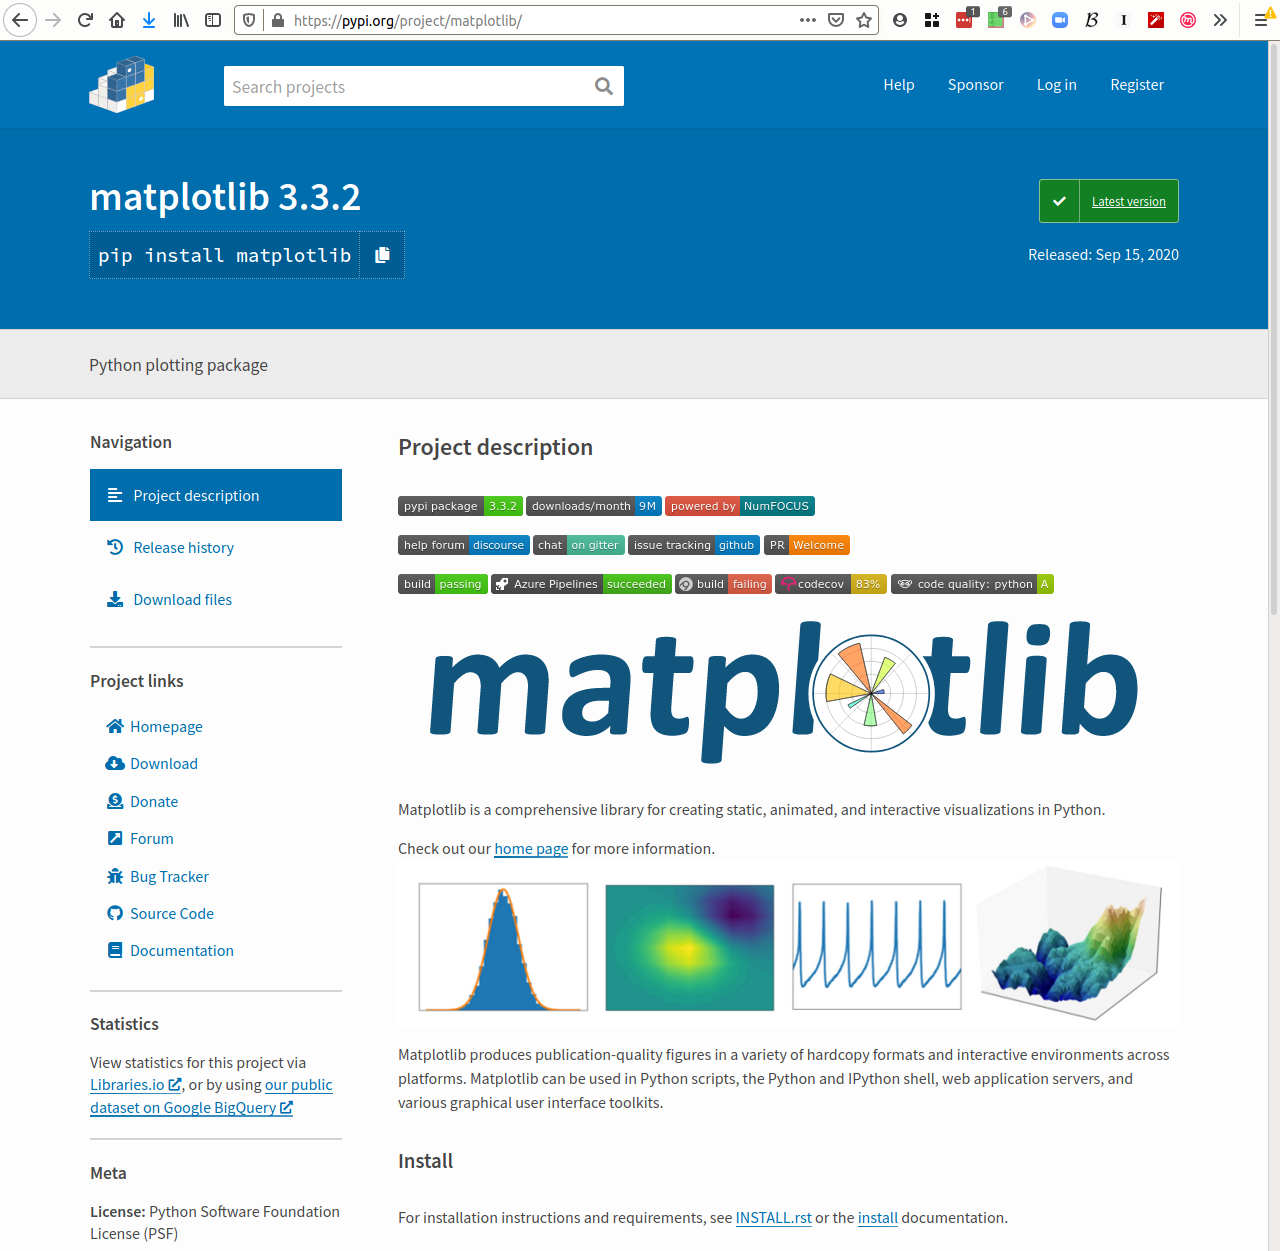 https://pypi.org/project/matplotlib/
1
6
Search projects
Help
Sponsor
Log in
Register
matplotlib 3.3.2
Latest version
pip install matplotlib
Released: Sep 15, 2020
Python plotting package
Navigation
Project description
Release history
Download files
Project links
Homepage
Download
Donate
Forum
Bug Tracker
Source Code
Documentation
Statistics
View statistics for this project via
Libraries.io, or by using our public
dataset on Google BigQuery
Meta
License: Python Software Foundation
License (PSF)
Project description
pypi package 3.3.2 downloads/month 9M powered by NumFOCUS
help forum discourse chat on gitter issue tracking github PR Welcome
build passing Azure Pipelines succeeded build failing codecov 83% code quality: python A
matplotlib
Matplotlib is a comprehensive library for creating static, animated, and interactive visualizations in Python.
Check out our home page for more information.
Matplotlib produces publication-quality figures in a variety of hardcopy formats and interactive environments across
platforms. Matplotlib can be used in Python scripts, the Python and IPython shell, web application servers, and
various graphical user interface toolkits.
Install
For installation instructions and requirements, see INSTALL.rst or the install documentation.